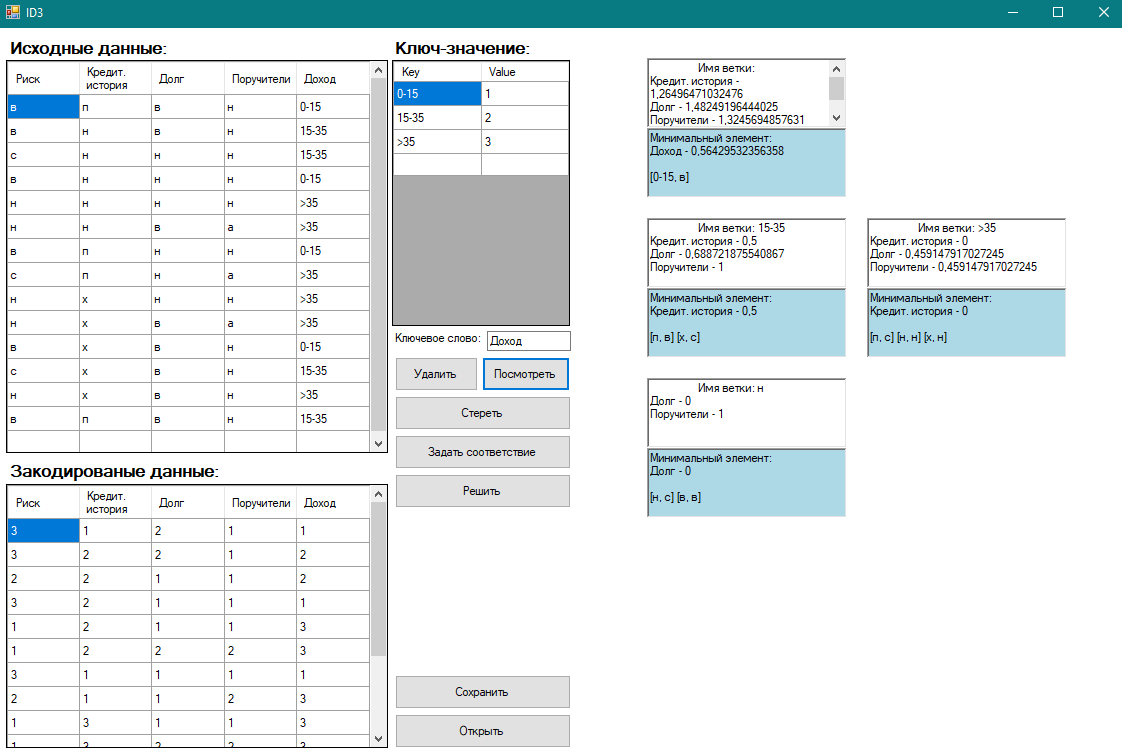 ID3
Исходные данные:
Риск Кредит. история Долг Поручители Доход
в п в н 0-15
в н в н 15-35
с н н н 15-35
в н н н 0-15
н н н н >35
н н в а >35
в п н н 0-15
с п н а >35
н х н н >35
н х в а >35
в х в н 0-15
с х в н 15-35
н х в н >35
в п в н 15-35
Закодированые данные:
Риск Кредит. история Долг Поручители Доход
3 1 2 1 1
3 2 2 1 2
2 2 1 1 2
3 2 1 1 1
1 2 1 1 3
1 2 2 2 3
3 1 1 1 1
2 1 1 2 3
1 3 1 1 3
1 3 2 2 3
Ключ-значение:
Key Value
0-15 1
15-35 2
>35 3
Ключевое слово: Доход
Удалить Посмотреть
Стереть
Задать соответствие
Решить
Сохранить
Открыть
Имя ветки:
Кредит. история -
1,26496471032476
Долг - 1,48249196444025
Поручители - 1,3245694857631
Минимальный элемент:
Доход - 0,56429532356358
[0-15, в]
Имя ветки: 15-35
Кредит. история - 0,5
Долг - 0,688721875540867
Поручители - 1
Минимальный элемент:
Кредит. история - 0,5
[п, в] [х, с]
Имя ветки: >35
Кредит. история - 0
Долг - 0,459147917027245
Поручители - 0,459147917027245
Минимальный элемент:
Кредит. история - 0
[п, с] [н, н] [х, н]
Имя ветки: н
Долг - 0
Поручители - 1
Минимальный элемент:
Долг - 0
[н, с] [в, в]